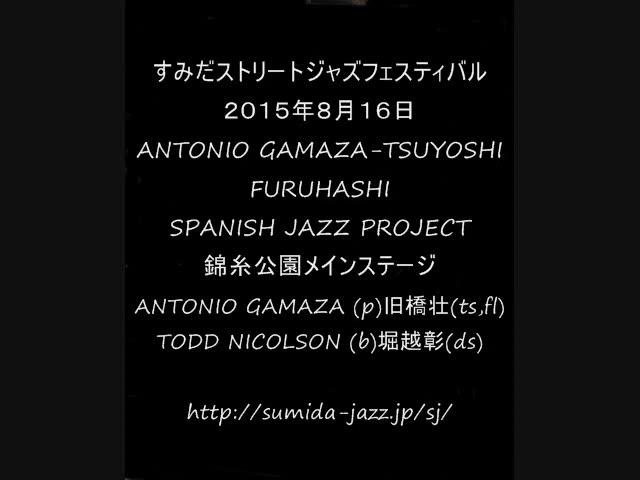 すみだストリートジャズフェスティバル
２０１５年８月１６日
ANTONIO GAMAZA-TSUYOSHI
FURUHASHI
SPANISH JAZZ PROJECT
錦糸公園メインステージ
ANTONIO GAMAZA (p)旧橋壮(ts,fl)
TODD NICOLSON (b)堀越彰(ds)
http://sumida-jazz.jp/sj/